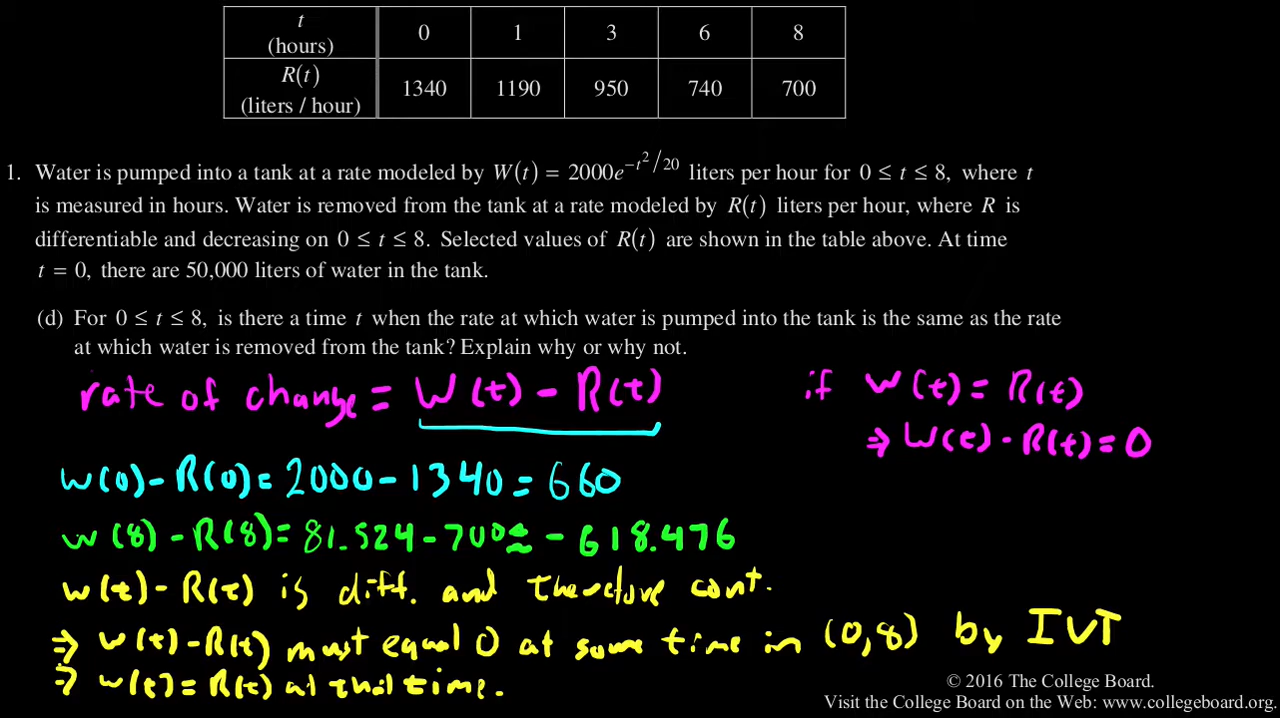 t (hours) 0 1 3 6 8
R(t) (liters / hour) 1340 1190 950 740 700
1. Water is pumped into a tank at a rate modeled by W(t) = 2000e^{-t^2/20} liters per hour for 0 ≤ t ≤ 8, where t
is measured in hours. Water is removed from the tank at a rate modeled by R(t) liters per hour, where R is
differentiable and decreasing on 0 ≤ t ≤ 8. Selected values of R(t) are shown in the table above. At time
t = 0, there are 50,000 liters of water in the tank.
(d) For 0 ≤ t ≤ 8, is there a time t when the rate at which water is pumped into the tank is the same as the rate
at which water is removed from the tank? Explain why or why not.
rate of change = W(t) - R(t)
if W(t) = R(t)
⇒ W(t) - R(t) = 0
W(0) - R(0) = 2000 - 1340 = 660
W(8) - R(8) = 81.524 - 700 ≈ - 618.476
W(t) - R(t) is diff. and therefore cont.
⇒ W(t) - R(t) must equal 0 at some time in (0,8) by IVT
⇒ W(t) = R(t) at that time.
© 2016 The College Board.
Visit the College Board on the Web: www.collegeboard.org.